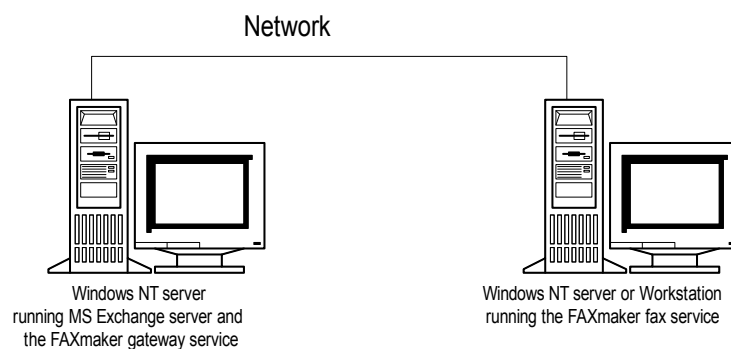 Network
Windows NT server
running MS Exchange server and
the FAXmaker gateway service
Windows NT server or Workstation
running the FAXmaker fax service